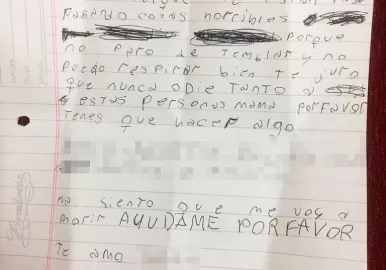 pasando cosas horribles
porque
no paro de temblar y no
puedo respirar bien te juro
que nunca odie tanto a
estas personas mama porfavor
tenes que hacer algo
ma siento que me voy a
morir AYUDAME PORFAVOR
Te amo